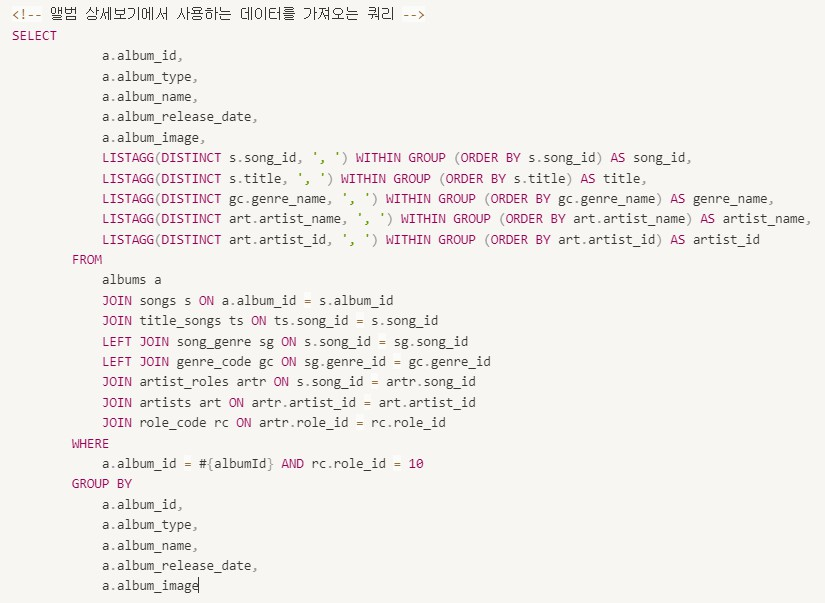 <!-- 앨범 상세보기에서 사용하는 데이터를 가져오는 쿼리 -->
SELECT
a.album_id,
a.album_type,
a.album_name,
a.album_release_date,
a.album_image,
LISTAGG(DISTINCT s.song_id, ', ') WITHIN GROUP (ORDER BY s.song_id) AS song_id,
LISTAGG(DISTINCT s.title, ', ') WITHIN GROUP (ORDER BY s.title) AS title,
LISTAGG(DISTINCT gc.genre_name, ', ') WITHIN GROUP (ORDER BY gc.genre_name) AS genre_name,
LISTAGG(DISTINCT art.artist_name, ', ') WITHIN GROUP (ORDER BY art.artist_name) AS artist_name,
LISTAGG(DISTINCT art.artist_id, ', ') WITHIN GROUP (ORDER BY art.artist_id) AS artist_id
FROM
albums a
JOIN songs s ON a.album_id = s.album_id
JOIN title_songs ts ON ts.song_id = s.song_id
LEFT JOIN song_genre sg ON s.song_id = sg.song_id
LEFT JOIN genre_code gc ON sg.genre_id = gc.genre_id
JOIN artist_roles artr ON s.song_id = artr.song_id
JOIN artists art ON artr.artist_id = art.artist_id
JOIN role_code rc ON artr.role_id = rc.role_id
WHERE
a.album_id = #{albumId} AND rc.role_id = 10
GROUP BY
a.album_id,
a.album_type,
a.album_name,
a.album_release_date,
a.album_image